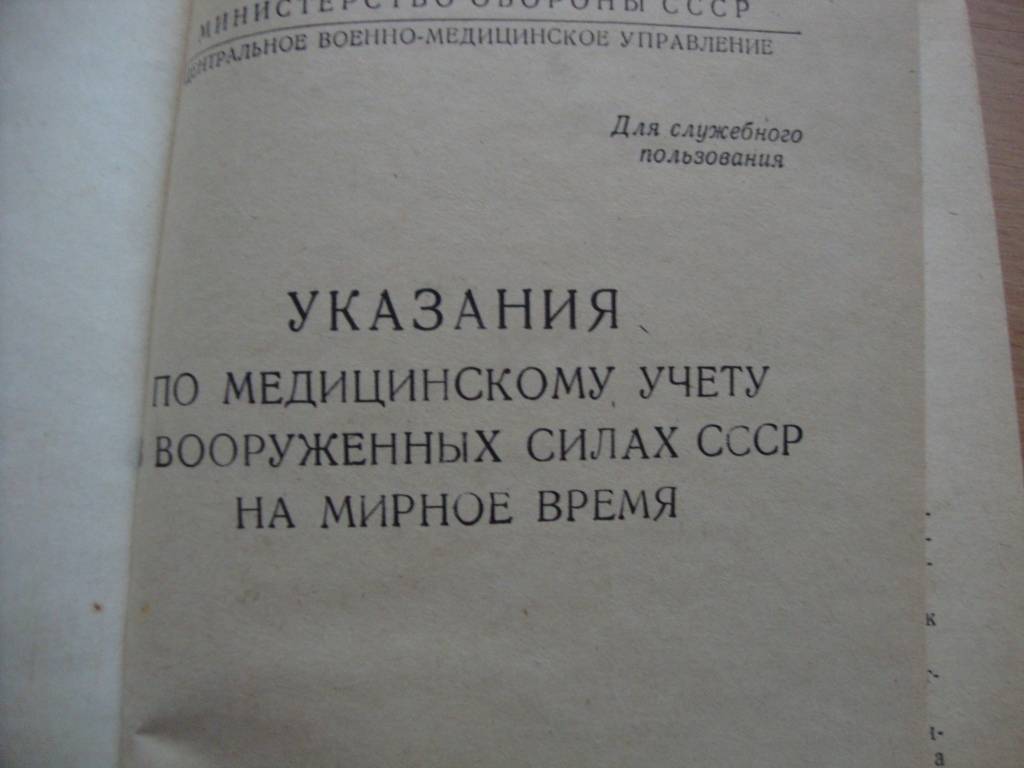 МИНИСТЕРСТВО ОБОРОНЫ СССР
ЦЕНТРАЛЬНОЕ ВОЕННО-МЕДИЦИНСКОЕ УПРАВЛЕНИЕ
Для служебного
пользования
УКАЗАНИЯ
ПО МЕДИЦИНСКОМУ УЧЕТУ
ВООРУЖЕННЫХ СИЛАХ СССР
НА МИРНОЕ ВРЕМЯ